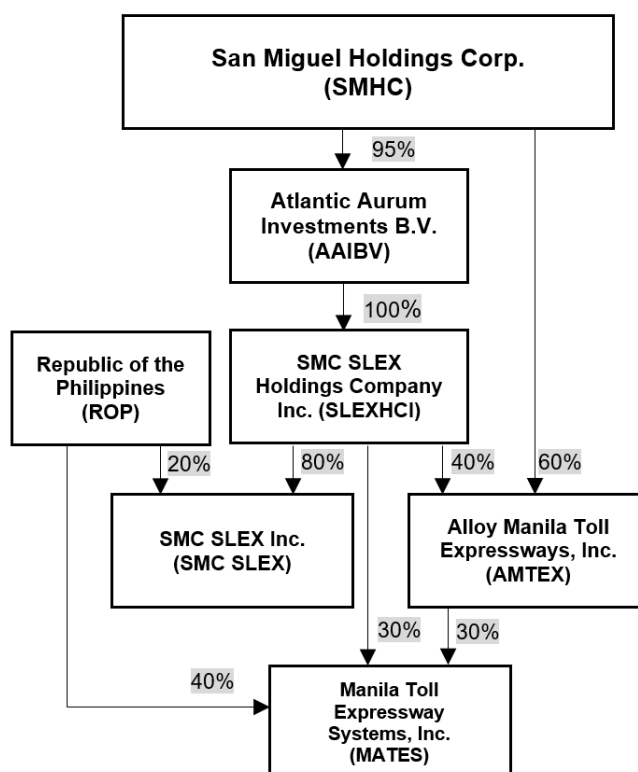 San Miguel Holdings Corp.
(SMHC)
95%
Atlantic Aurum
Investments B.V.
(AAIBV)
100%
Republic of the
Philippines
(ROP)
SMC SLEX
Holdings Company
Inc. (SLEXHCI)
20%
80%
40%
60%
SMC SLEX Inc.
(SMC SLEX)
Alloy Manila Toll
Expressways, Inc.
(AMTEX)
30%
30%
40%
Manila Toll
Expressway
Systems, Inc.
(MATES)